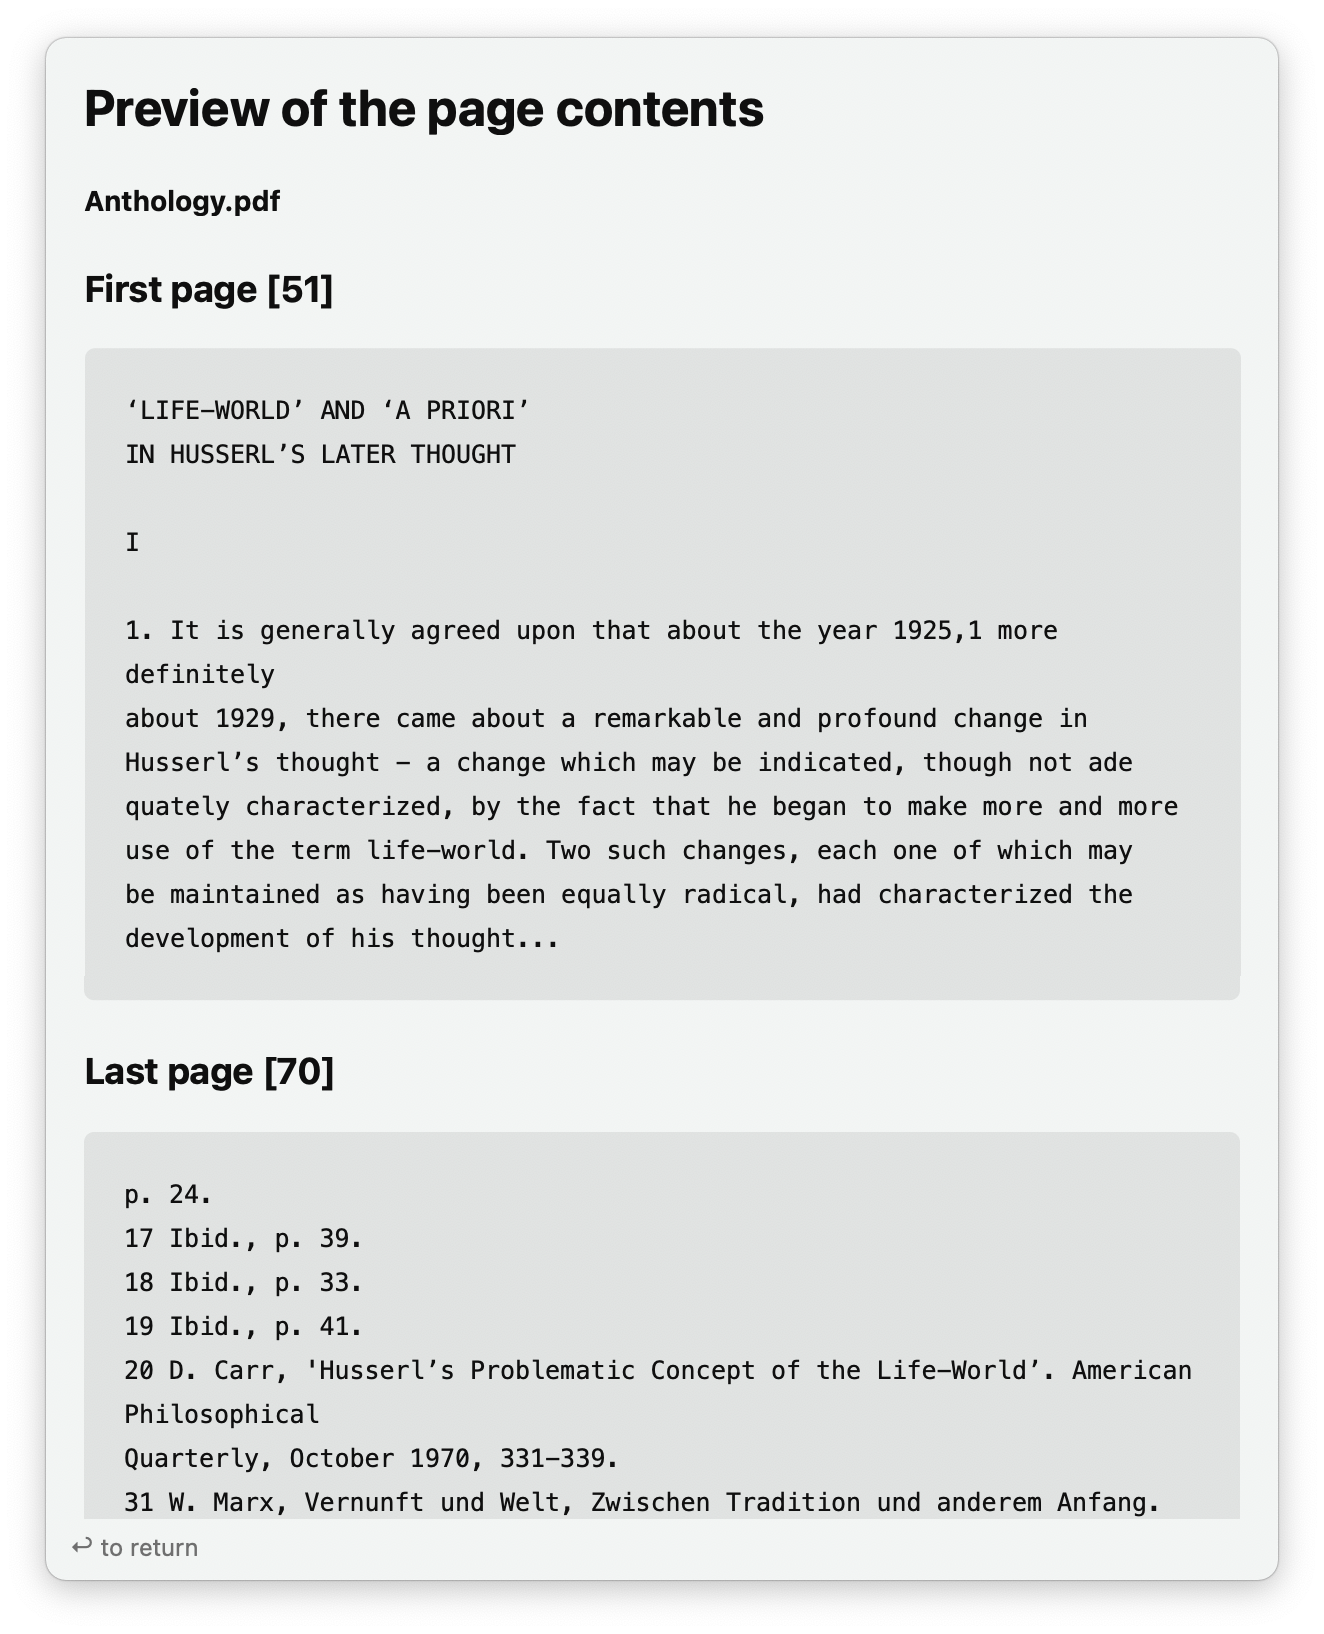 Preview of the page contents
Anthology.pdf
First page [51]
‘LIFE–WORLD’ AND ‘A PRIORI’
IN HUSSERL’S LATER THOUGHT
I
1. It is generally agreed upon that about the year 1925,1 more
definitely
about 1929, there came about a remarkable and profound change in
Husserl’s thought – a change which may be indicated, though not ade
quately characterized, by the fact that he began to make more and more
use of the term life–world. Two such changes, each one of which may
be maintained as having been equally radical, had characterized the
development of his thought...
Last page [70]
p. 24.
17 Ibid., p. 39.
18 Ibid., p. 33.
19 Ibid., p. 41.
20 D. Carr, 'Husserl’s Problematic Concept of the Life–World’. American
Philosophical
Quarterly, October 1970, 331–339.
31 W. Marx, Vernunft und Welt, Zwischen Tradition und anderem Anfang.
↩ to return